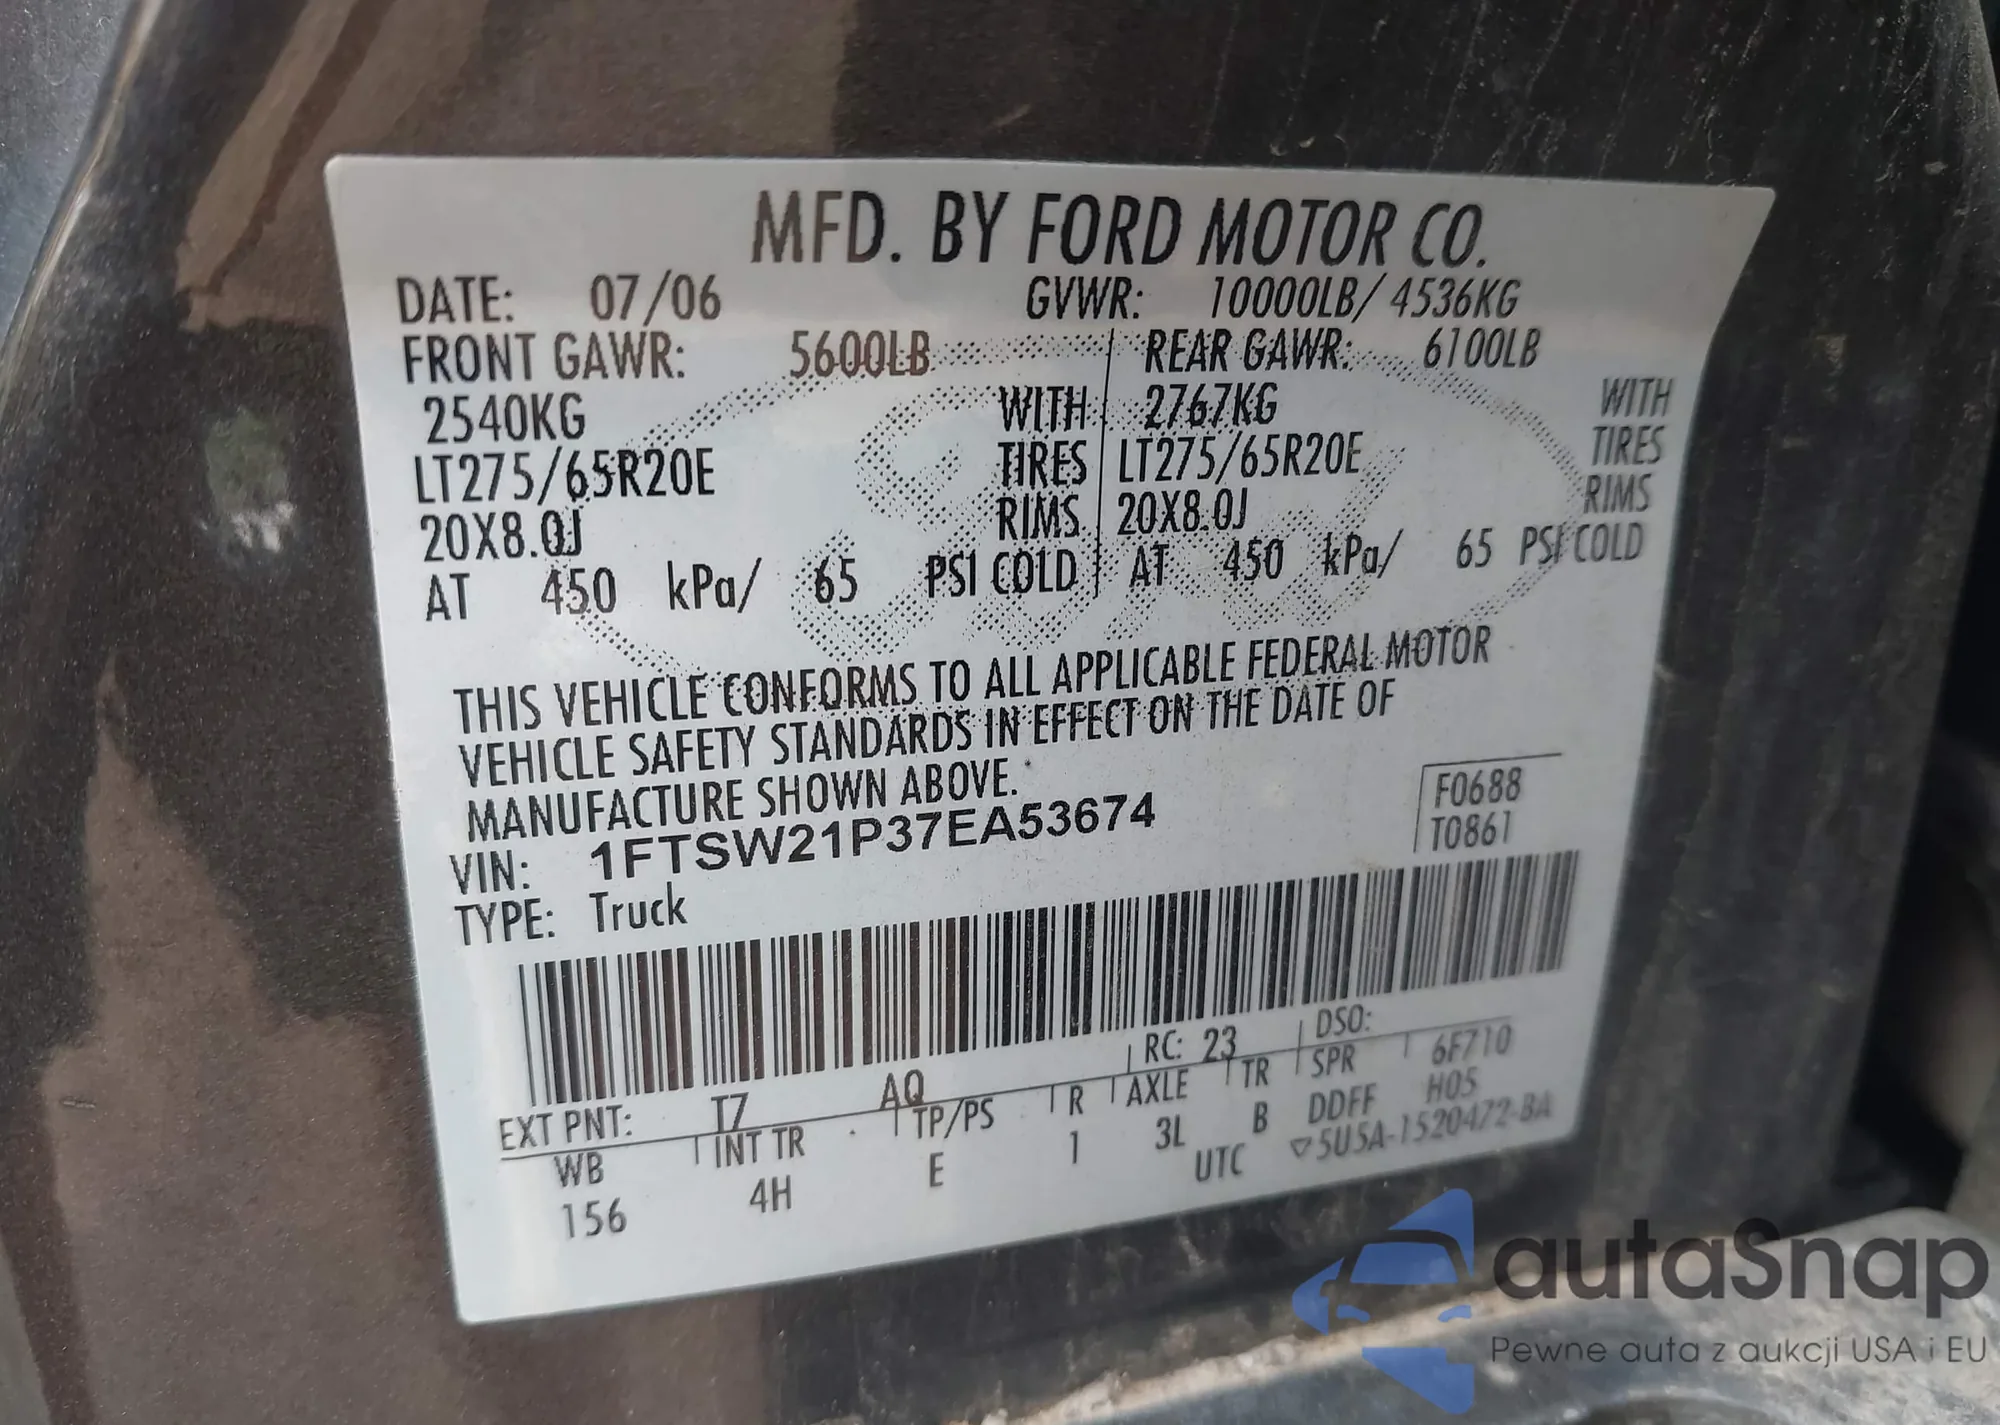 MFD. BY FORD MOTOR CO.
DATE: 07/06 GVWR: 10000LB/ 4536KG
FRONT GAWR: 5600LB REAR GAWR: 6100LB
2540KG WITH 2767KG WITH
LT275/65R20E TIRES LT275/65R20E TIRES
20X8.0J RIMS 20X8.0J RIMS
AT 450 kPa/ 65 PSI COLD AT 450 kPa/ 65 PSI COLD
THIS VEHICLE CONFORMS TO ALL APPLICABLE FEDERAL MOTOR
VEHICLE SAFETY STANDARDS IN EFFECT ON THE DATE OF
MANUFACTURE SHOWN ABOVE.
F0688
VIN: 1FTSW21P37EA53674
T0861
TYPE: Truck
RC: 23 DSO:
EXT PNT: T7 AQ
WB INT TR TP/PS R AXLE TR SPR 6F710
156 4H E 1 3L B DDFF H05
UTC ▽5U5A-1520472-BA
autaSnap
Pewne auta z aukcji USA i EU